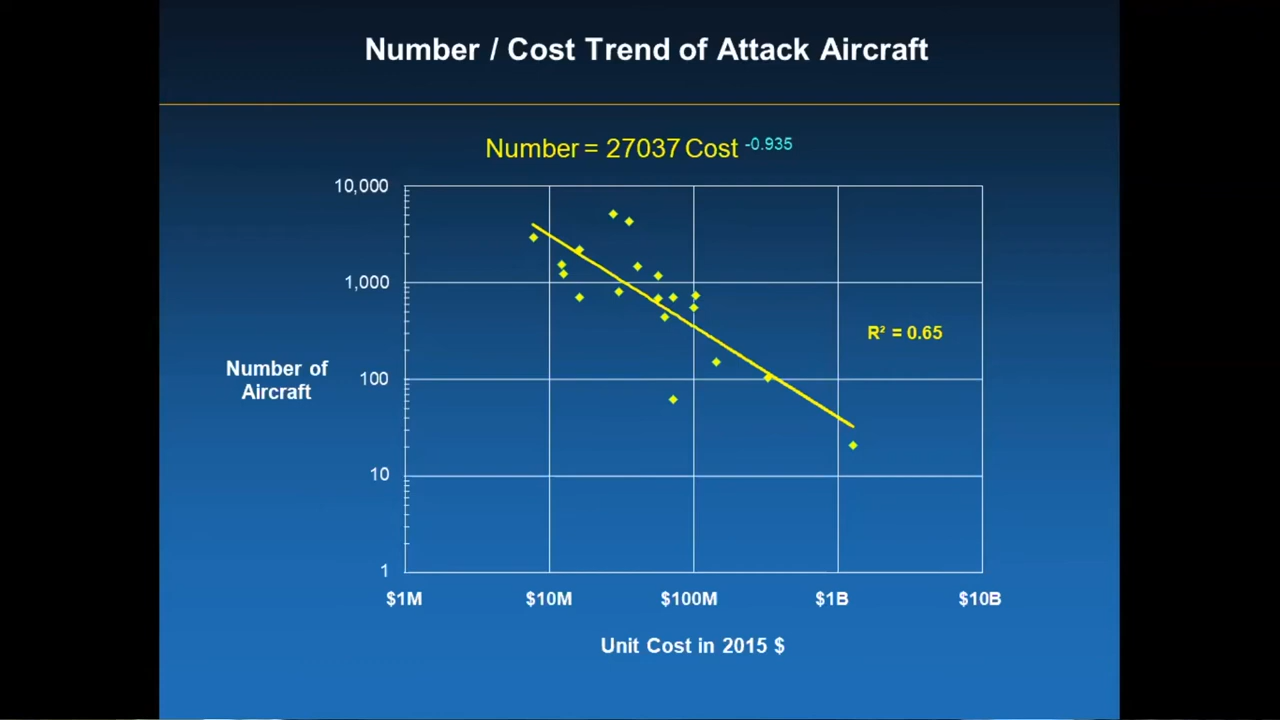 Number / Cost Trend of Attack Aircraft
Number = 27037 Cost -0.935
10,000
1,000
100
10
1
Number of
Aircraft
R² = 0.65
$1M $10M $100M $1B $10B
Unit Cost in 2015 $